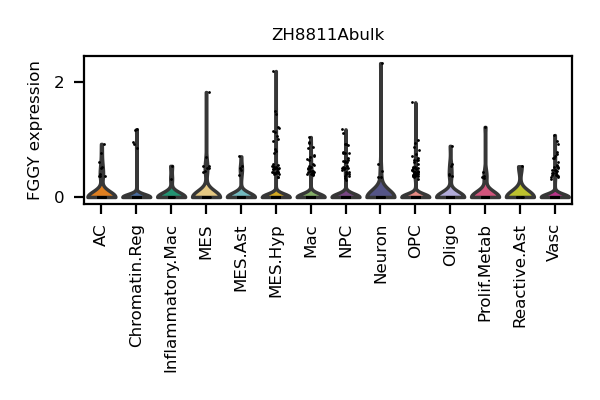 ZH8811Abulk
FGGY expression
2
0
AC
Chromatin.Reg
Inflammatory.Mac
MES
MES.Ast
MES.Hyp
Mac
NPC
Neuron
OPC
Oligo
Prolif.Metab
Reactive.Ast
Vasc